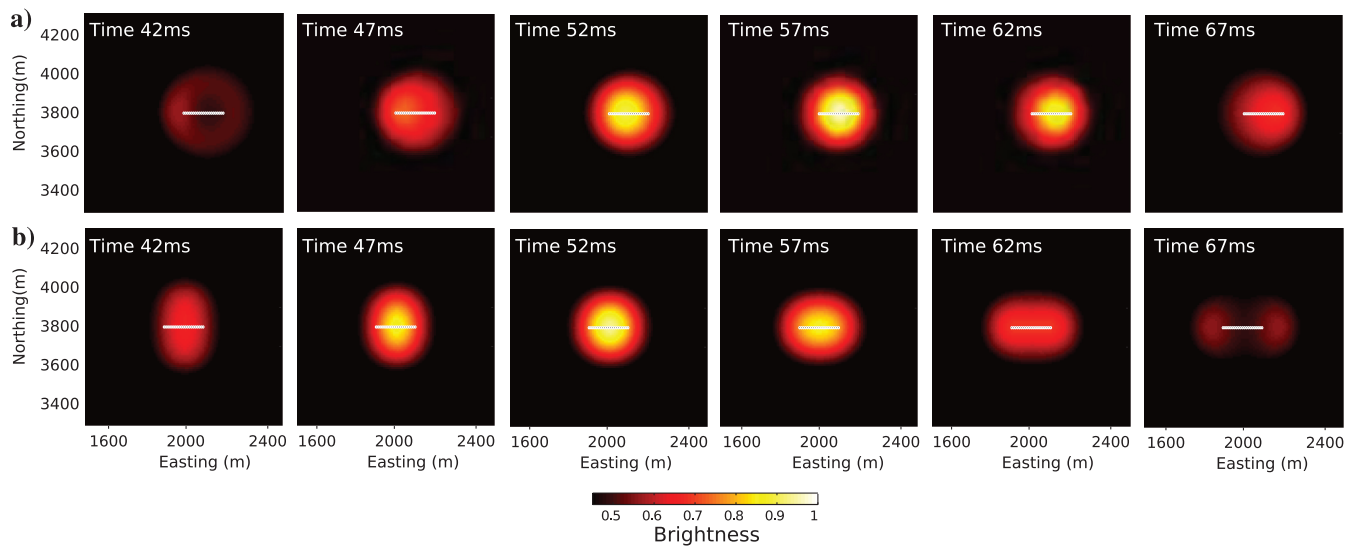 a)
Time 42ms
Time 47ms
Time 52ms
Time 57ms
Time 62ms
Time 67ms
Northing(m)
4200
4000
3800
3600
3400
b)
Time 42ms
Time 47ms
Time 52ms
Time 57ms
Time 62ms
Time 67ms
Northing(m)
4200
4000
3800
3600
3400
1600 2000 2400
1600 2000 2400
1600 2000 2400
1600 2000 2400
1600 2000 2400
1600 2000 2400
Easting (m)
Easting (m)
Easting (m)
Easting (m)
Easting (m)
Easting (m)
0.5 0.6 0.7 0.8 0.9 1
Brightness